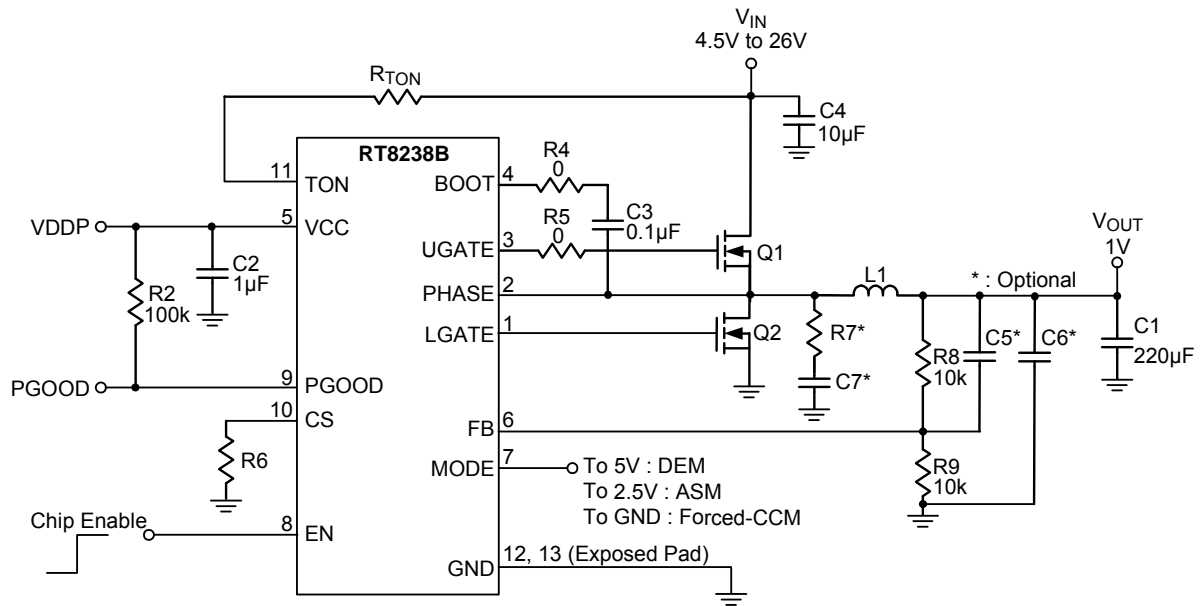 V_IN
4.5V to 26V
R_TON
C4
10µF
RT8238B
11
TON
VDDP
5
VCC
C2
1µF
R2
100k
PGOOD
9
PGOOD
10
CS
R6
Chip Enable
8
EN
4
BOOT
R4
0
C3
0.1µF
3
UGATE
R5
0
Q1
2
PHASE
1
LGATE
Q2
L1
V_OUT
1V
* : Optional
R7*
C7*
R8
10k
C5*
C6*
C1
220µF
6
FB
R9
10k
7
MODE
To 5V : DEM
To 2.5V : ASM
To GND : Forced-CCM
12, 13 (Exposed Pad)
GND